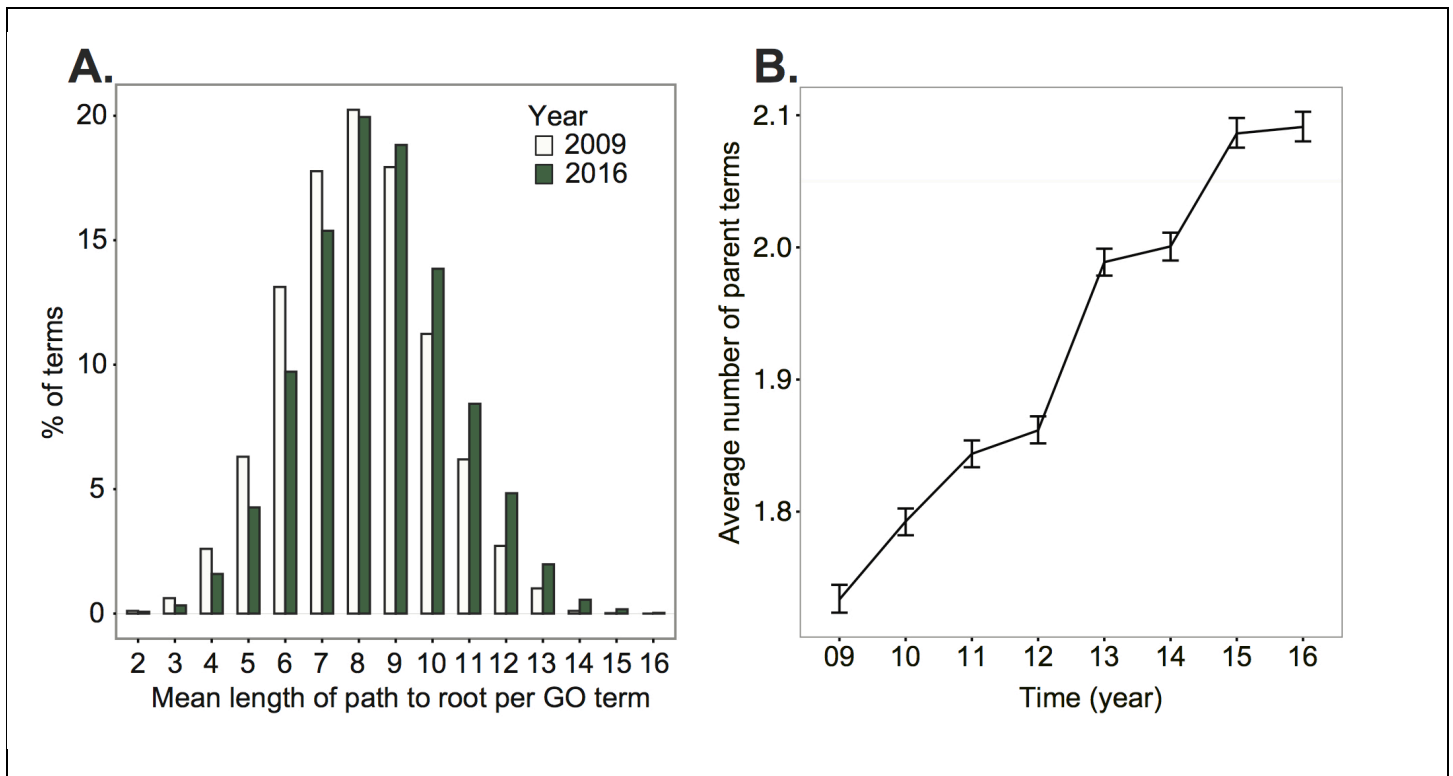 A.
20
15
10
5
0
% of terms
Year
2009
2016
2 3 4 5 6 7 8 9 10 11 12 13 14 15 16
Mean length of path to root per GO term
B.
2.1
2.0
1.9
1.8
Average number of parent terms
09 10 11 12 13 14 15 16
Time (year)